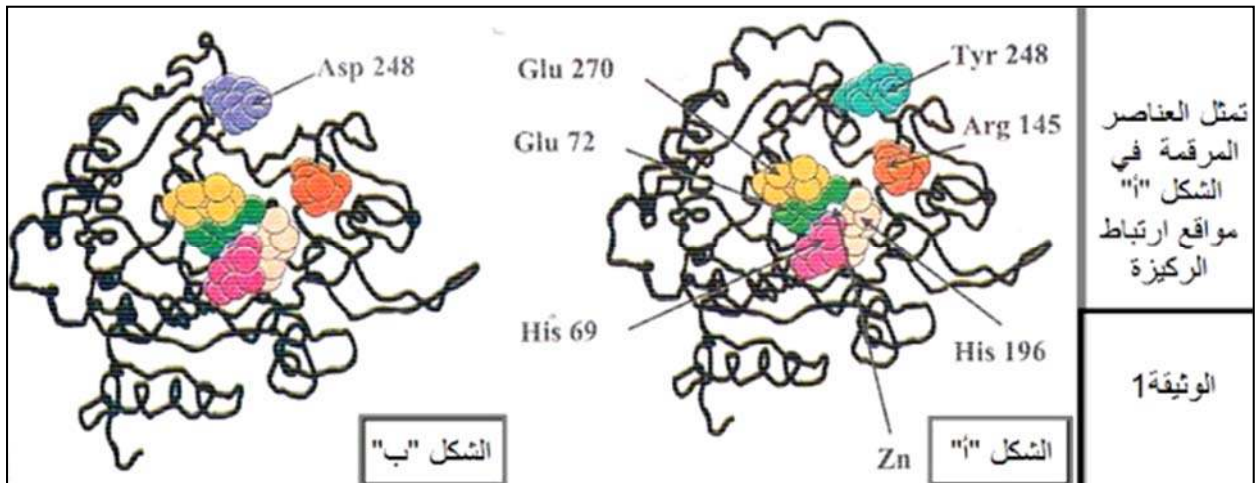 تمثل العناصر
المرقمة في
الشكل "أ"
مواقع ارتباط
الركيزة
الوثيقة1
Tyr 248
Arg 145
Glu 270
Glu 72
His 69
His 196
Zn
الشكل "أ"
Asp 248
الشكل "ب"